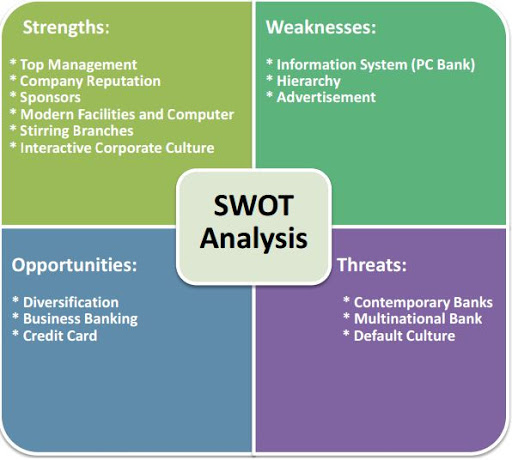 Strengths:
* Top Management
* Company Reputation
* Sponsors
* Modern Facilities and Computer
* Stirring Branches
* Interactive Corporate Culture
Weaknesses:
* Information System (PC Bank)
* Hierarchy
* Advertisement
SWOT
Analysis
Opportunities:
* Diversification
* Business Banking
* Credit Card
Threats:
* Contemporary Banks
* Multinational Bank
* Default Culture